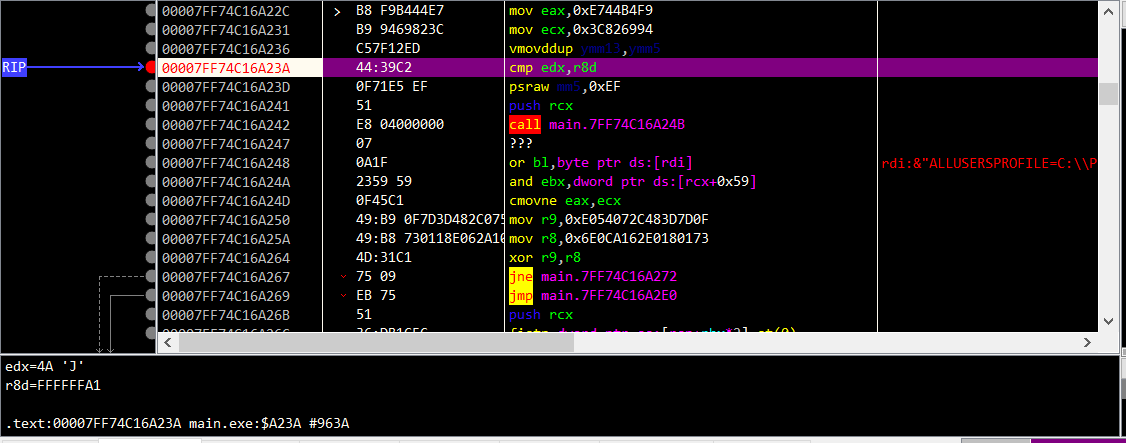 00007FF74C16A22C > B8 F9B444E7 mov eax,0xE744B4F9
00007FF74C16A231 B9 9469823C mov ecx,0x3C826994
00007FF74C16A236 C57F12ED vmovddup ymm13,ymm5
RIP 00007FF74C16A23A 44:39C2 cmp edx,r8d
00007FF74C16A23D 0F71E5 EF psraw mm5,0xEF
00007FF74C16A241 51 push rcx
00007FF74C16A242 E8 04000000 call main.7FF74C16A24B
00007FF74C16A247 07 ???
00007FF74C16A248 0A1F or bl,byte ptr ds:[rdi] rdi:&"ALLUSERSPROFILE=C:\\P
00007FF74C16A24A 2359 59 and ebx,dword ptr ds:[rcx+0x59]
00007FF74C16A24D 0F45C1 cmovne eax,ecx
00007FF74C16A250 49:B9 0F7D3D482C075 mov r9,0xE054072C483D7D0F
00007FF74C16A25A 49:B8 730118E062A10 mov r8,0x6E0CA162E0180173
00007FF74C16A264 4D:31C1 xor r9,r8
00007FF74C16A267 75 09 jne main.7FF74C16A272
00007FF74C16A269 EB 75 jmp main.7FF74C16A2E0
00007FF74C16A26B 51 push rcx
edx=4A 'J'
r8d=FFFFFFA1
.text:00007FF74C16A23A main.exe:$A23A #963A